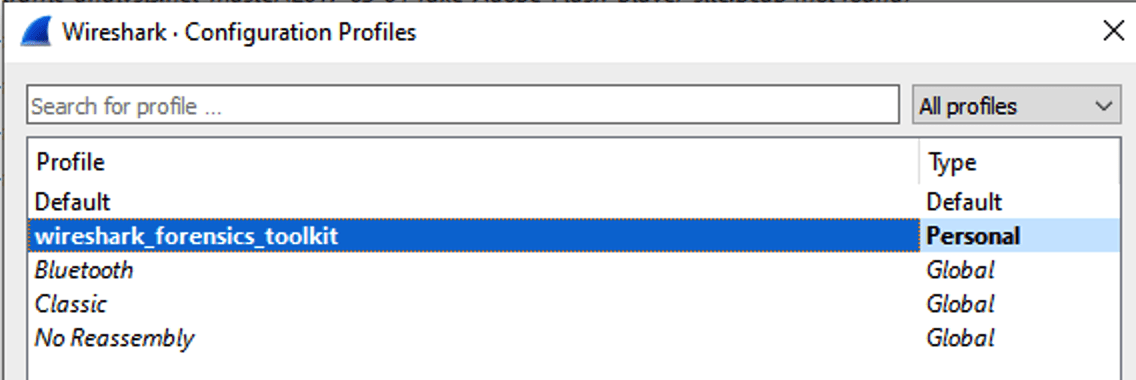 Wireshark · Configuration Profiles
Search for profile ... All profiles
Profile Type
Default Default
wireshark_forensics_toolkit Personal
Bluetooth Global
Classic Global
No Reassembly Global